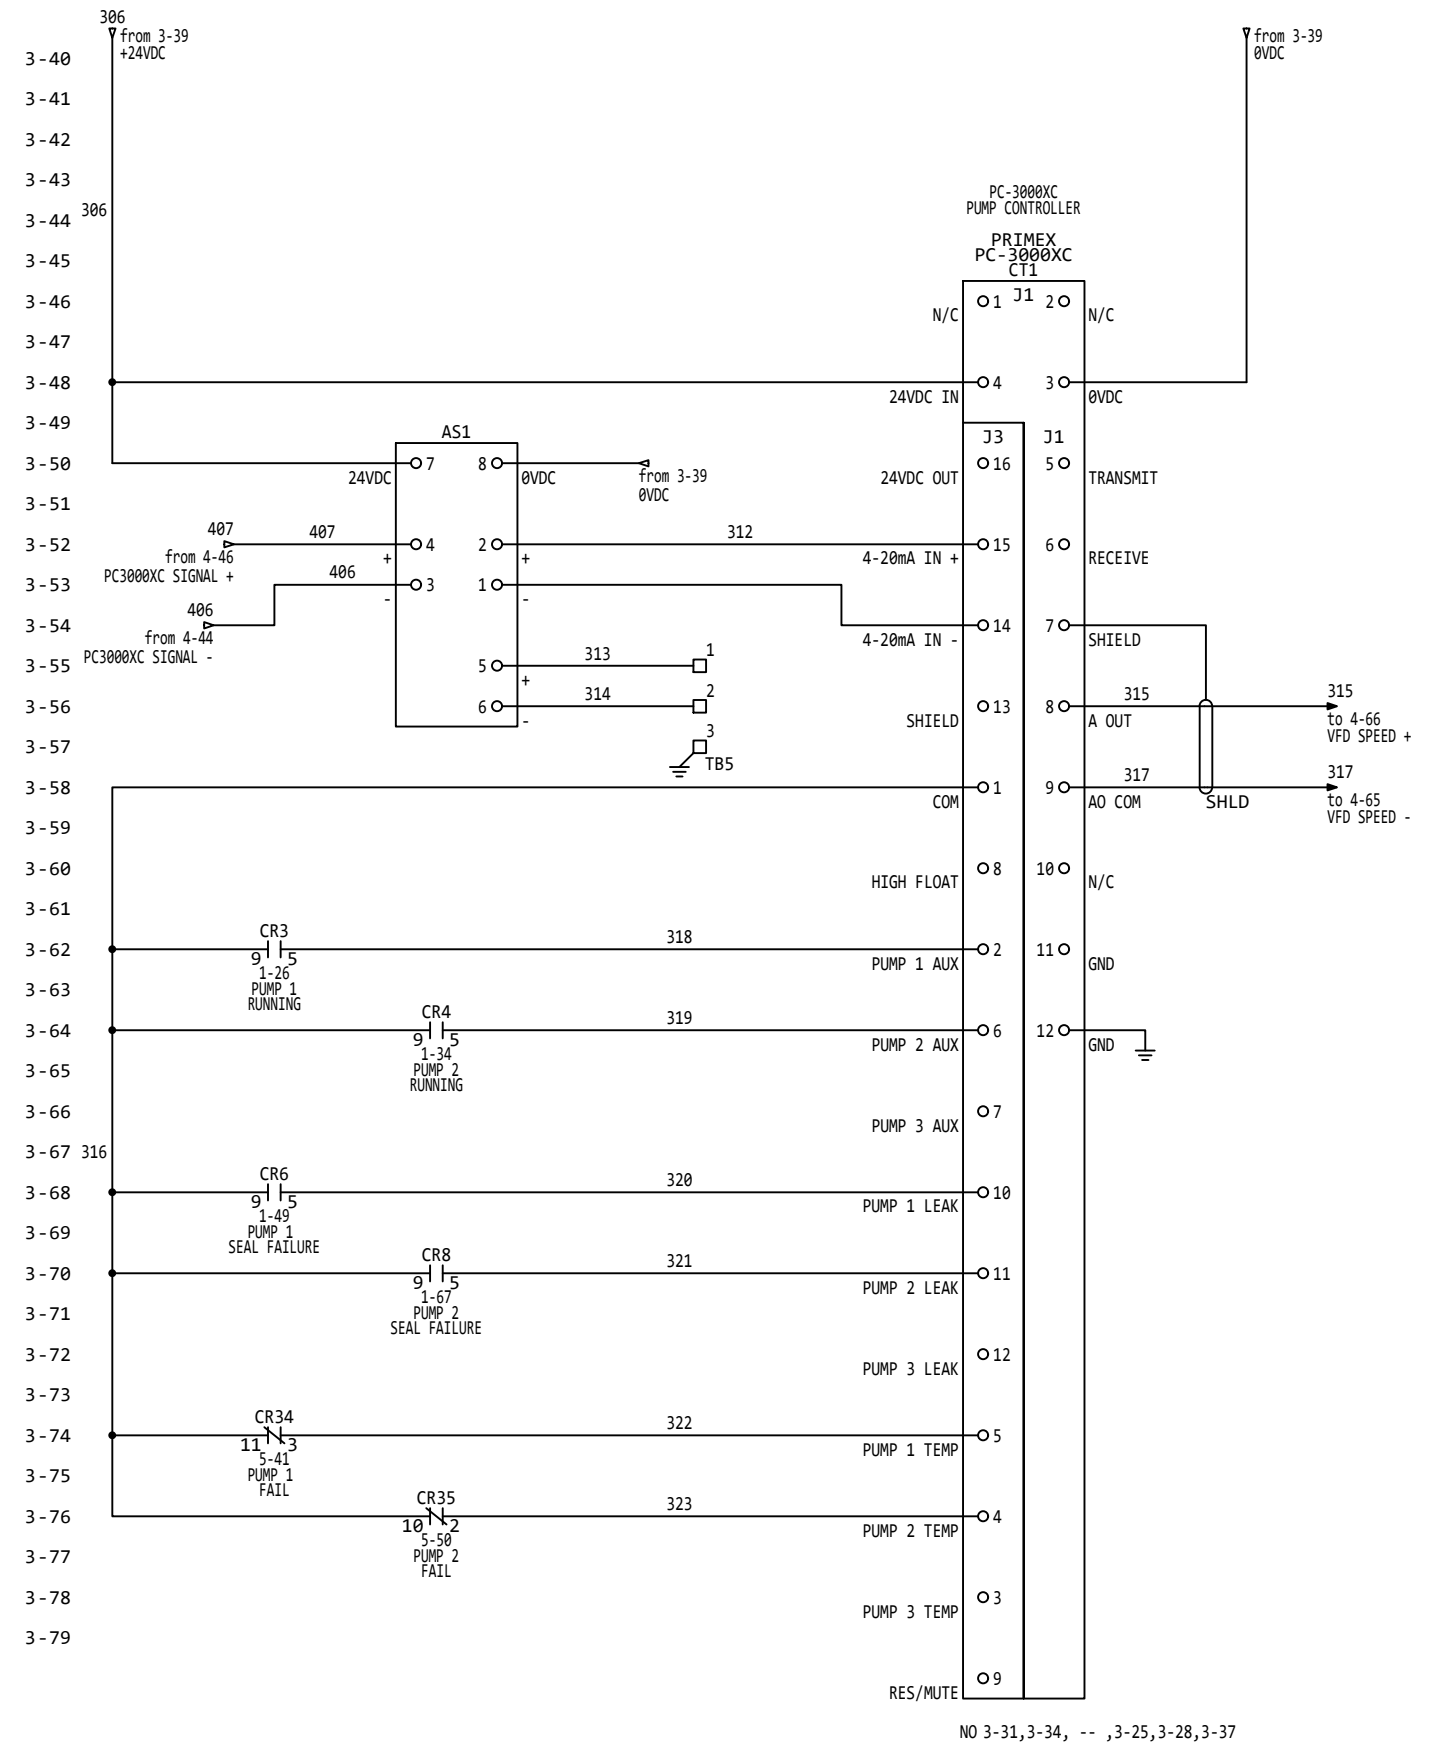 306
from 3-39
+24VDC
from 3-39
0VDC
3-40
3-41
3-42
3-43
306
3-44
PC-3000XC
PUMP CONTROLLER
PRIMEX
PC-3000XC
CT1
3-45
3-46
1 J1 2
N/C
N/C
3-47
3-48
4 3
24VDC IN
0VDC
3-49
AS1
J3 J1
3-50
7 8
16 5
24VDC
0VDC
from 3-39
0VDC
24VDC OUT
TRANSMIT
3-51
407
407
312
3-52
4 2
15 6
from 4-46
PC3000XC SIGNAL +
+
+
4-20mA IN +
RECEIVE
406
3-53
3 1
-
-
406
3-54
14 7
from 4-44
PC3000XC SIGNAL -
4-20mA IN -
SHIELD
313
1
3-55
5
+
314
2
315
315
3-56
6
13 8
-
SHIELD
A OUT
to 4-66
VFD SPEED +
3
3-57
TB5
317
317
3-58
1 9
COM
AO COM
SHLD
to 4-65
VFD SPEED -
3-59
3-60
8 10
HIGH FLOAT
N/C
3-61
CR3
318
3-62
9 5
2 11
1-26
PUMP 1
RUNNING
PUMP 1 AUX
GND
3-63
CR4
319
3-64
9 5
6 12
1-34
PUMP 2
RUNNING
PUMP 2 AUX
GND
3-65
3-66
7
PUMP 3 AUX
3-67 316
CR6
320
3-68
9 5
10
1-49
PUMP 1
SEAL FAILURE
PUMP 1 LEAK
3-69
CR8
321
3-70
9 5
11
1-67
PUMP 2
SEAL FAILURE
PUMP 2 LEAK
3-71
3-72
12
PUMP 3 LEAK
3-73
CR34
322
3-74
11 3
5
5-41
PUMP 1
FAIL
PUMP 1 TEMP
3-75
CR35
323
3-76
10 2
4
5-50
PUMP 2
FAIL
PUMP 2 TEMP
3-77
3-78
3
PUMP 3 TEMP
3-79
9
RES/MUTE
NO 3-31,3-34, -- ,3-25,3-28,3-37